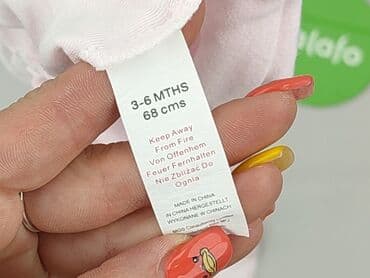 3-6 MTHS
68 cms
Keep Away
From Fire
Von Offenhem
Feuer Fernhalten
Nie Zbliżać Do
Ognia
MADE IN CHINA
IN CHINA HERGESTELLT
WYKONANE W CHINACH